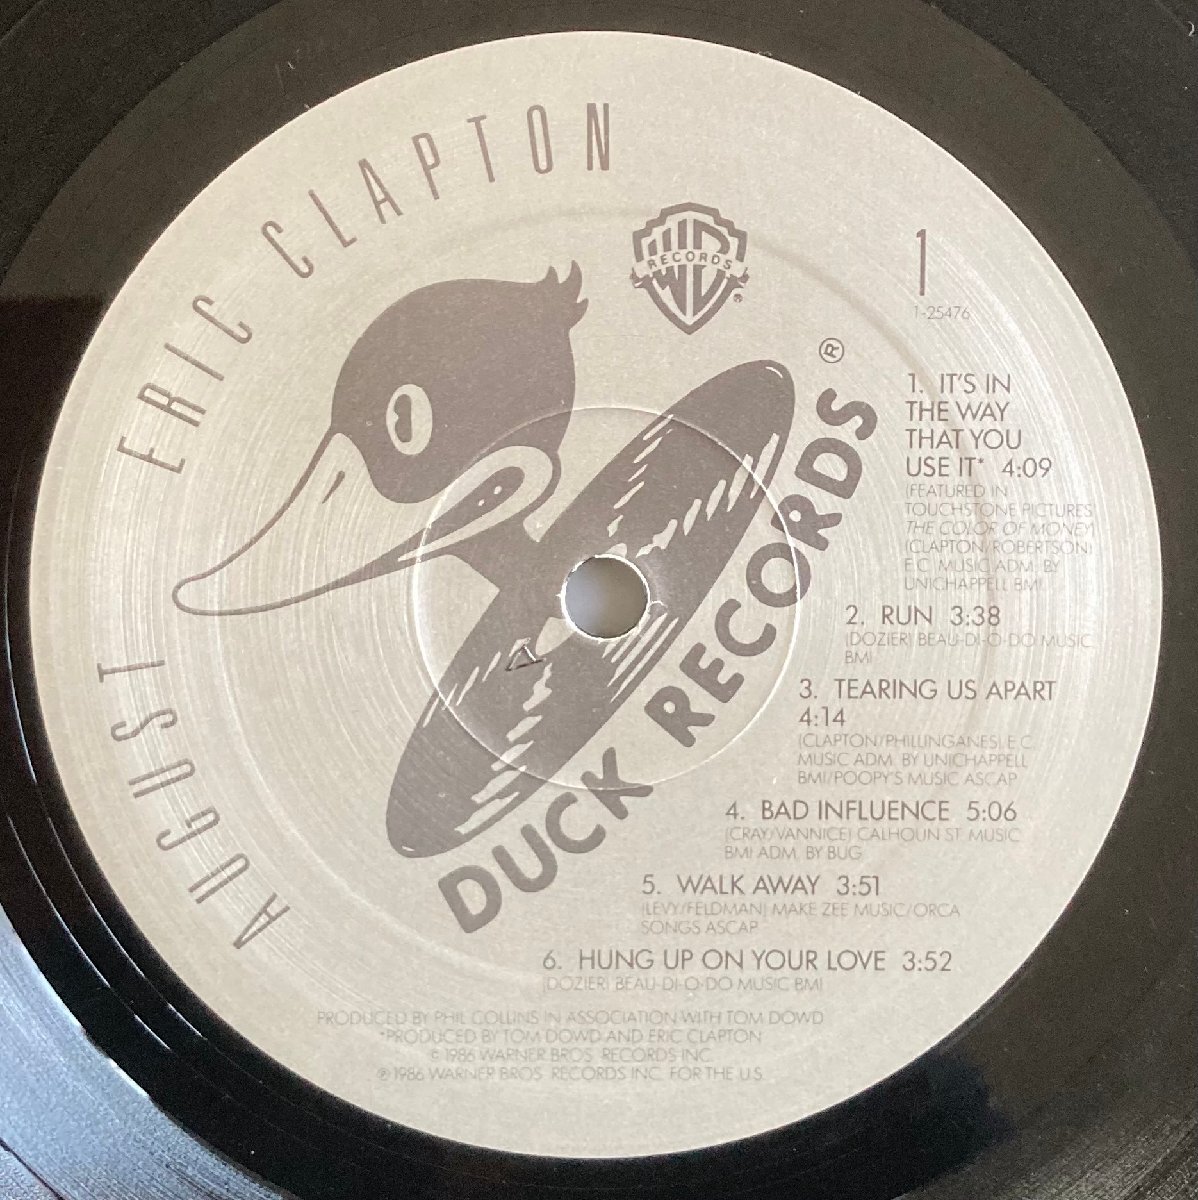 AUGUST ERIC CLAPTON
WB
RECORDS
®
1
1-25476
DUCK RECORDS®
1. IT'S IN
THE WAY
THAT YOU
USE IT* 4:09
(FEATURED IN
TOUCHSTONE PICTURES'
THE COLOR OF MONEY)
(CLAPTON/ROBERTSON)
E.C. MUSIC ADM. BY
UNICHAPPELL BMI
2. RUN 3:38
(DOZIER) BEAU-DI-O-DO MUSIC
BMI
3. TEARING US APART
4:14
(CLAPTON/PHILLINGANES) E.C.
MUSIC ADM. BY UNICHAPPELL
BMI/POOPY'S MUSIC ASCAP
4. BAD INFLUENCE 5:06
(CRAY/VANNICE) CALHOUN ST. MUSIC
BMI ADM. BY BUG
5. WALK AWAY 3:51
(LEVY/FELDMAN) MAKE ZEE MUSIC/ORCA
SONGS ASCAP
6. HUNG UP ON YOUR LOVE 3:52
(DOZIER) BEAU-DI-O-DO MUSIC BMI
PRODUCED BY PHIL COLLINS IN ASSOCIATION WITH TOM DOWD
*PRODUCED BY TOM DOWD AND ERIC CLAPTON
© 1986 WARNER BROS. RECORDS INC.
℗ 1986 WARNER BROS. RECORDS INC. FOR THE U.S.